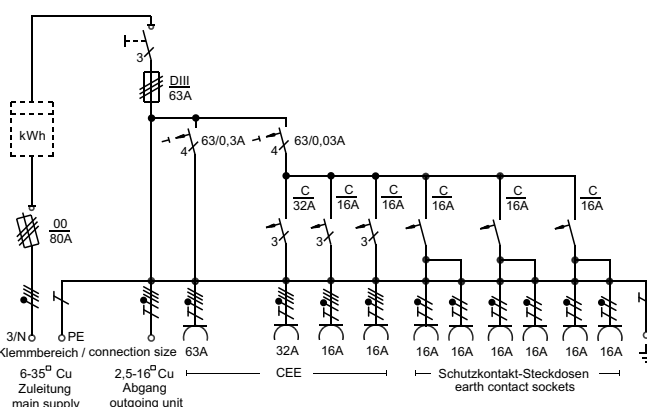 3
DIII
63A
kWh
63/0,3A
63/0,03A
4
4
00
80A
C
32A
C
16A
C
16A
C
16A
C
16A
C
16A
3
3
3
3/N
PE
Klemmbereich / connection size
63A
32A
16A
16A
16A
16A
16A
16A
16A
16A
6-35□ Cu
Zuleitung
main supply
2,5-16□ Cu
Abgang
outgoing unit
CEE
Schutzkontakt-Steckdosen
earth contact sockets